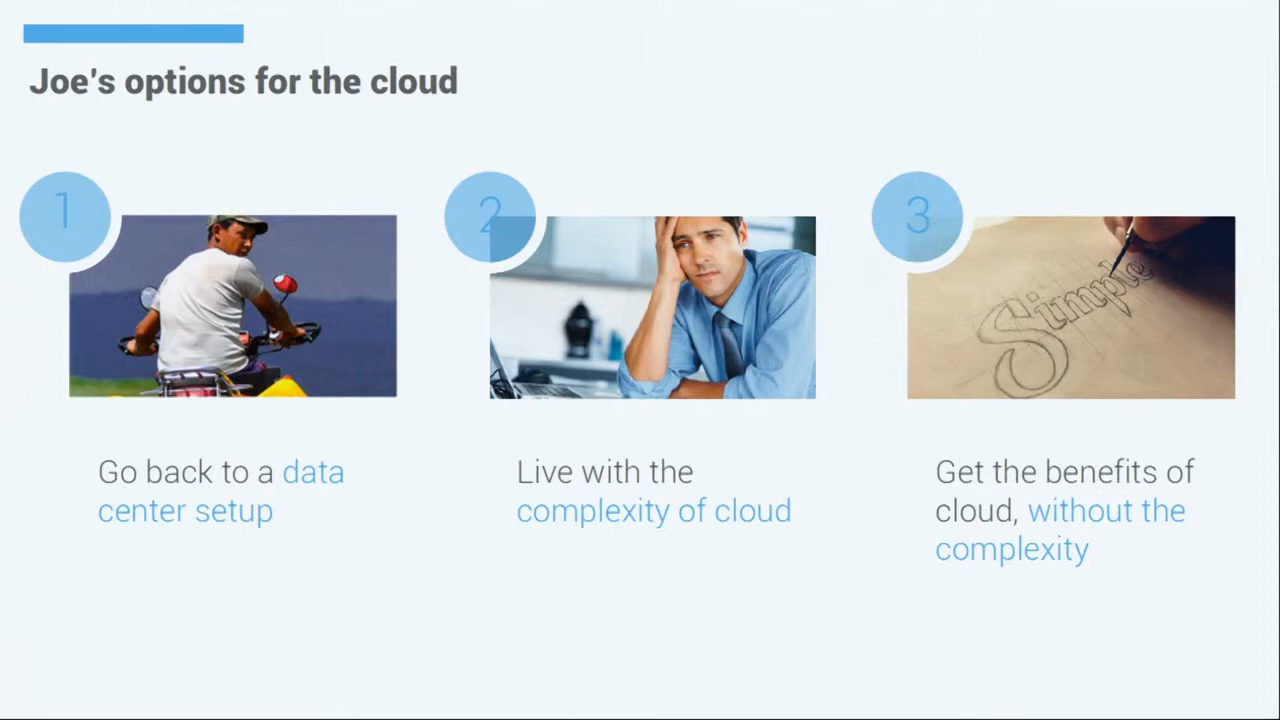 Joe's options for the cloud
1
Go back to a data
center setup
2
Live with the
complexity of cloud
3
Simple
Get the benefits of
cloud, without the
complexity